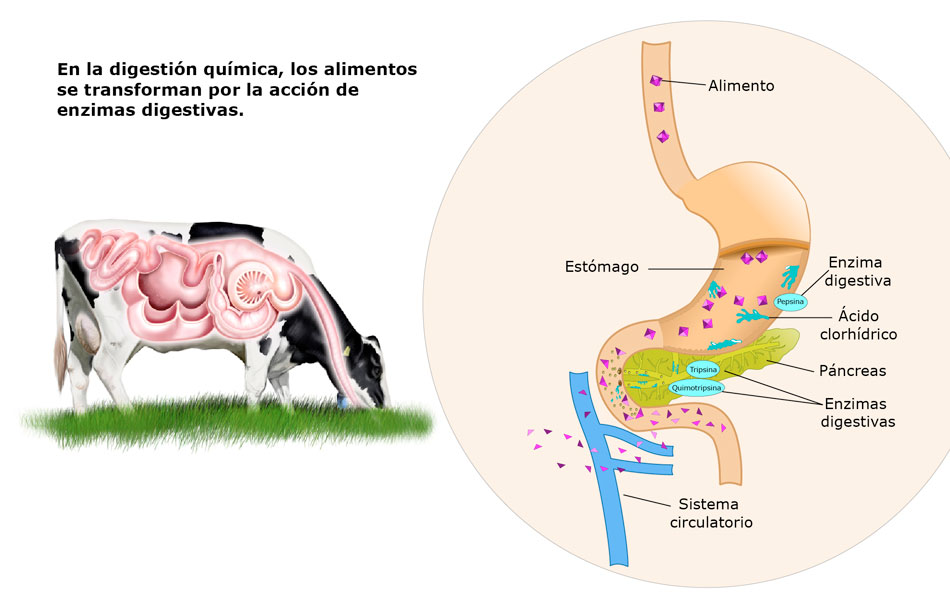 En la digestión química, los alimentos
se transforman por la acción de
enzimas digestivas.
Alimento
Estómago
Enzima
digestiva
Pepsina
Ácido
clorhídrico
Páncreas
Tripsina
Quimotripsina
Enzimas
digestivas
Sistema
circulatorio